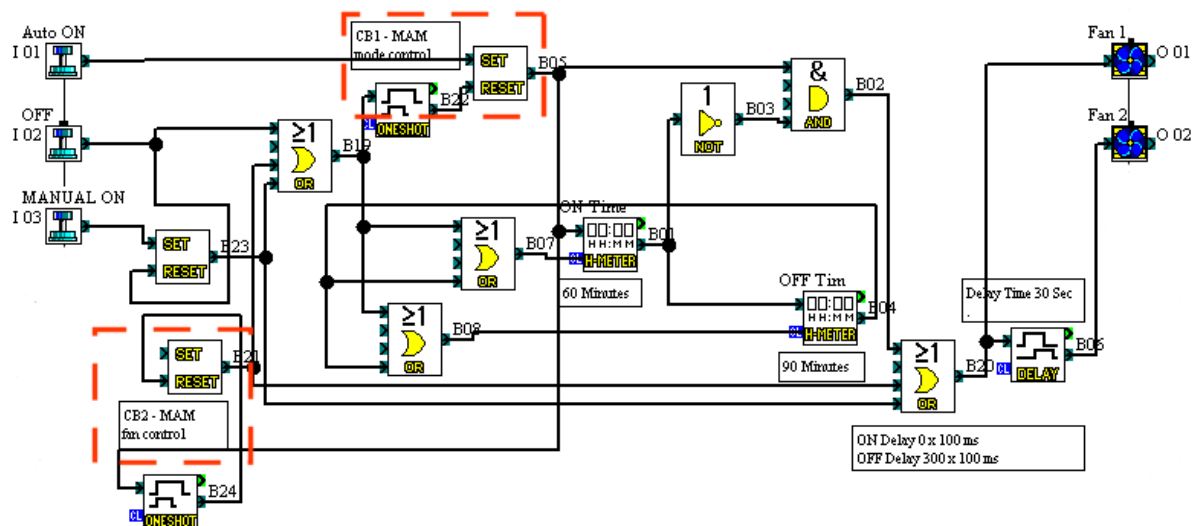 Auto ON
I 01
CB1 - MAM
mode control
SET
RESET
B05
B22
CL
ONESHOT
Fan 1
O 01
OFF
I 02
&
AND
B02
1
NOT
B03
Fan 2
O 02
≥1
OR
B19
MANUAL ON
I 03
SET
RESET
B23
≥1
OR
B07
ON Time
00:00
HH:MM
CL
H-METER
B01
60 Minutes
OFF Tim
00:00
HH:MM
CL
H-METER
B04
90 Minutes
Delay Time 30 Sec
.
≥1
OR
B08
SET
RESET
B21
CB2 - MAM
fan control
≥1
OR
B20
CL
DELAY
B06
ON Delay 0 x 100 ms
OFF Delay 300 x 100 ms
CL
ONESHOT
B24